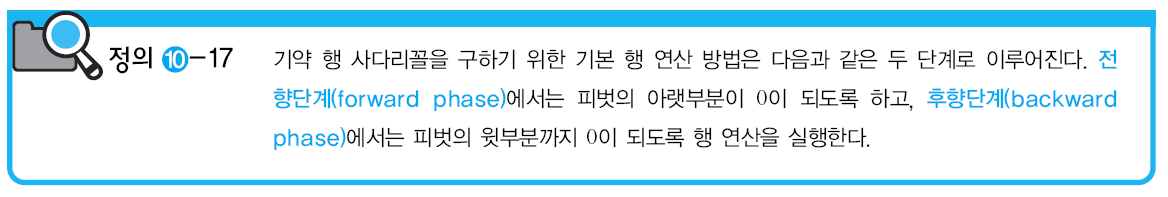 정의 10-17 기약 행 사다리꼴을 구하기 위한 기본 행 연산 방법은 다음과 같은 두 단계로 이루어진다. 전
향단계(forward phase)에서는 피벗의 아랫부분이 0이 되도록 하고, 후향단계(backward
phase)에서는 피벗의 윗부분까지 0이 되도록 행 연산을 실행한다.